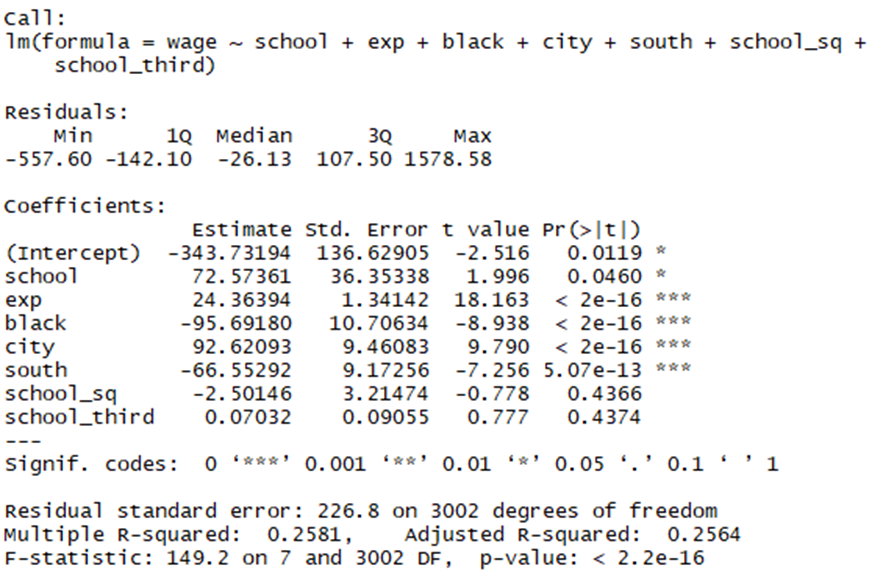 Call:
lm(formula = wage ~ school + exp + black + city + south + school_sq +
    school_third)
Residuals:
    Min      1Q  Median      3Q     Max
-557.60 -142.10  -26.13  107.50 1578.58
Coefficients:
               Estimate Std. Error t value Pr(>|t|)
(Intercept)  -343.73194  136.62905  -2.516   0.0119 *
school         72.57361   36.35338   1.996   0.0460 *
exp            24.36394    1.34142  18.163  < 2e-16 ***
black         -95.69180   10.70634  -8.938  < 2e-16 ***
city           92.62093    9.46083   9.790  < 2e-16 ***
south         -66.55292    9.17256  -7.256 5.07e-13 ***
school_sq      -2.50146    3.21474  -0.778   0.4366
school_third    0.07032    0.09055   0.777   0.4374
---
Signif. codes:  0 ‘***’ 0.001 ‘**’ 0.01 ‘*’ 0.05 ‘.’ 0.1 ‘ ’ 1
Residual standard error: 226.8 on 3002 degrees of freedom
Multiple R-squared:  0.2581,    Adjusted R-squared:  0.2564
F-statistic: 149.2 on 7 and 3002 DF,  p-value: < 2.2e-16